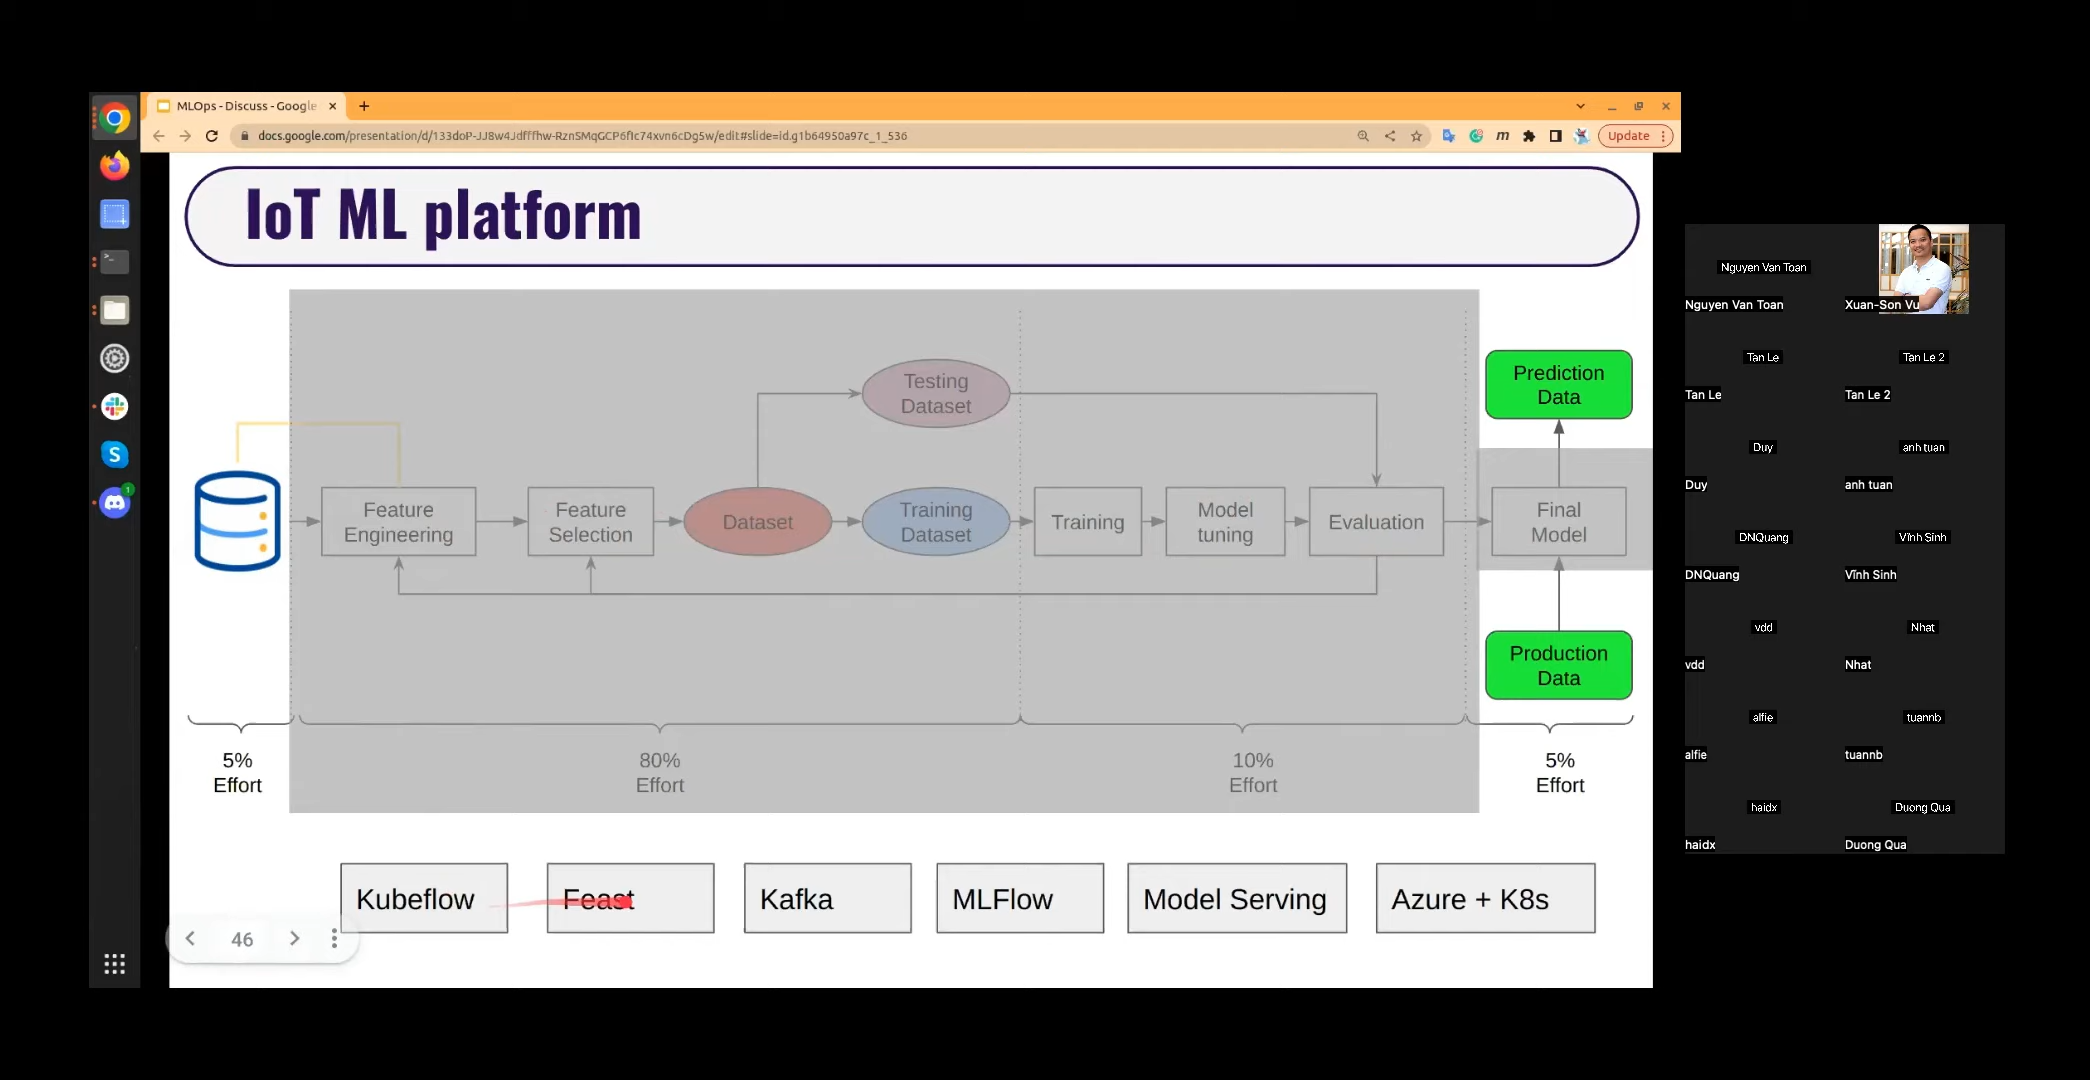 MLOps - Discuss - Google
docs.google.com/presentation/d/133doP-JJ8w4Jdfffhw-RznSMqGCP6fIc74xvn6cDg5w/edit#slide=id.g1b64950a97c_1_536
Update
IoT ML platform
Testing
Dataset
Prediction
Data
Feature
Engineering
Feature
Selection
Dataset
Training
Dataset
Training
Model
tuning
Evaluation
Final
Model
Production
Data
5%
Effort
80%
Effort
10%
Effort
5%
Effort
Kubeflow
Feast
Kafka
MLFlow
Model Serving
Azure + K8s
46
Nguyen Van Toan
Nguyen Van Toan
Xuan-Son Vu
Tan Le
Tan Le 2
Tan Le
Tan Le 2
Duy
anh tuan
Duy
anh tuan
DNQuang
Vĩnh Sinh
DNQuang
Vĩnh Sinh
vdd
Nhat
vdd
Nhat
alfie
tuannb
alfie
tuannb
haidx
Duong Qua
haidx
Duong Qua